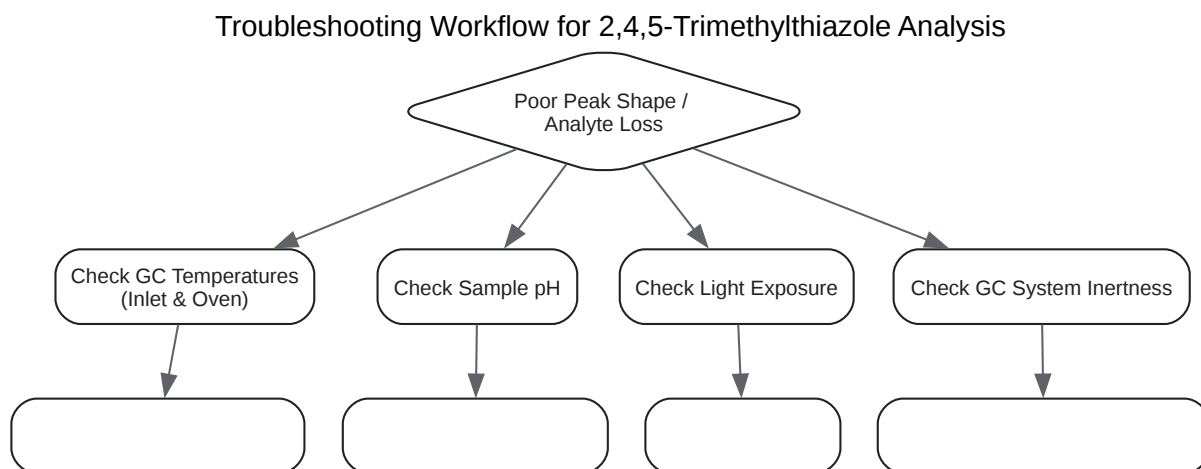 Troubleshooting Workflow for 2,4,5-Trimethylthiazole Analysis
Poor Peak Shape /
Analyte Loss
Check GC Temperatures
(Inlet & Oven)
Check Sample pH
Check Light Exposure
Check GC System Inertness